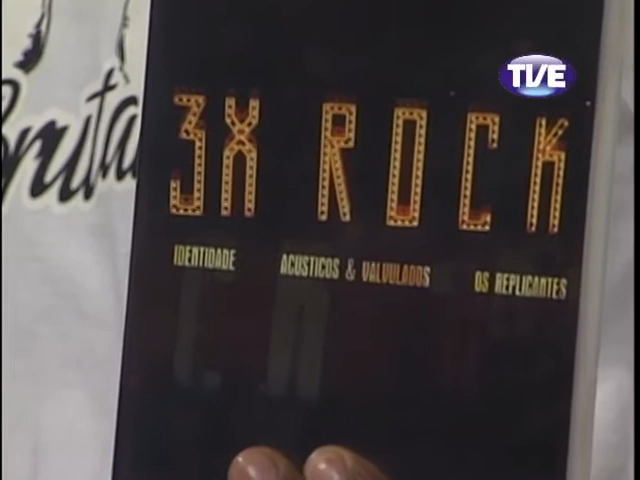 TVE
3X ROCK
IDENTIDADE
ACUSTICOS & VALVULADOS
OS REPLICANTES